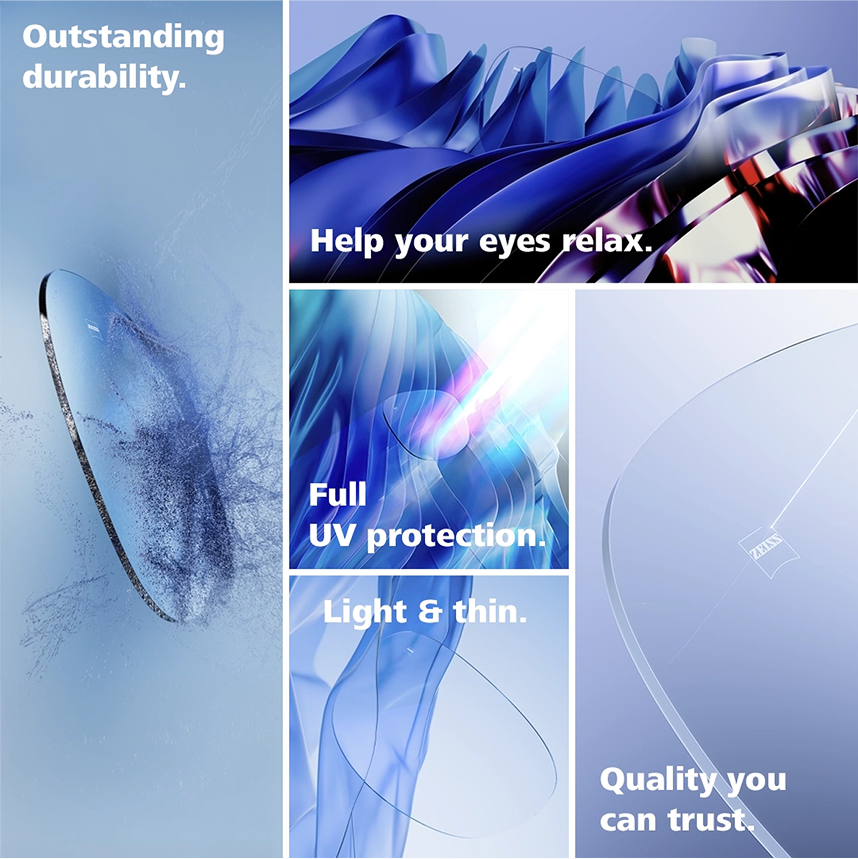 Outstanding
durability.
Help your eyes relax.
Full
UV protection.
Light & thin.
ZEISS
Quality you
can trust.